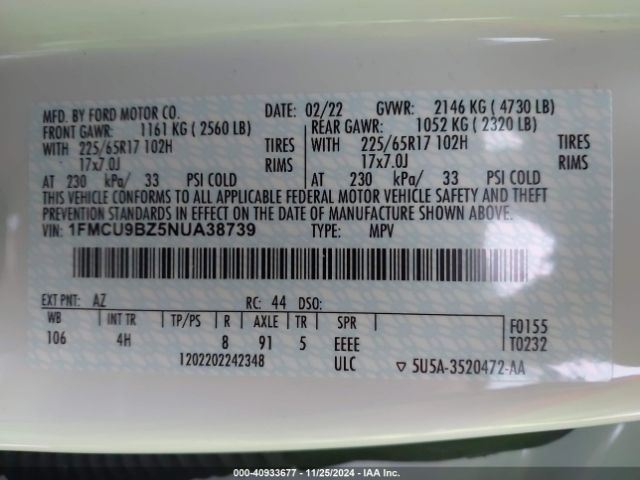 MFD. BY FORD MOTOR CO. DATE: 02/22 GVWR: 2146 KG ( 4730 LB)
FRONT GAWR: 1161 KG ( 2560 LB) REAR GAWR: 1052 KG ( 2320 LB)
WITH 225/65R17 102H TIRES WITH 225/65R17 102H TIRES
17x7.0J RIMS 17x7.0J RIMS
AT 230 kPa/ 33 PSI COLD AT 230 kPa/ 33 PSI COLD
THIS VEHICLE CONFORMS TO ALL APPLICABLE FEDERAL MOTOR VEHICLE SAFETY AND THEFT
PREVENTION STANDARDS IN EFFECT ON THE DATE OF MANUFACTURE SHOWN ABOVE.
VIN: 1FMCU9BZ5NUA38739 TYPE: MPV
EXT PNT: AZ RC: 44 DSO:
WB INT TR TP/PS R AXLE TR SPR F0155
106 4H 8 91 5 EEEE T0232
1202202242348 ULC ▽ 5U5A-3520472-AA
000-40933677 - 11/25/2024 - IAA Inc.